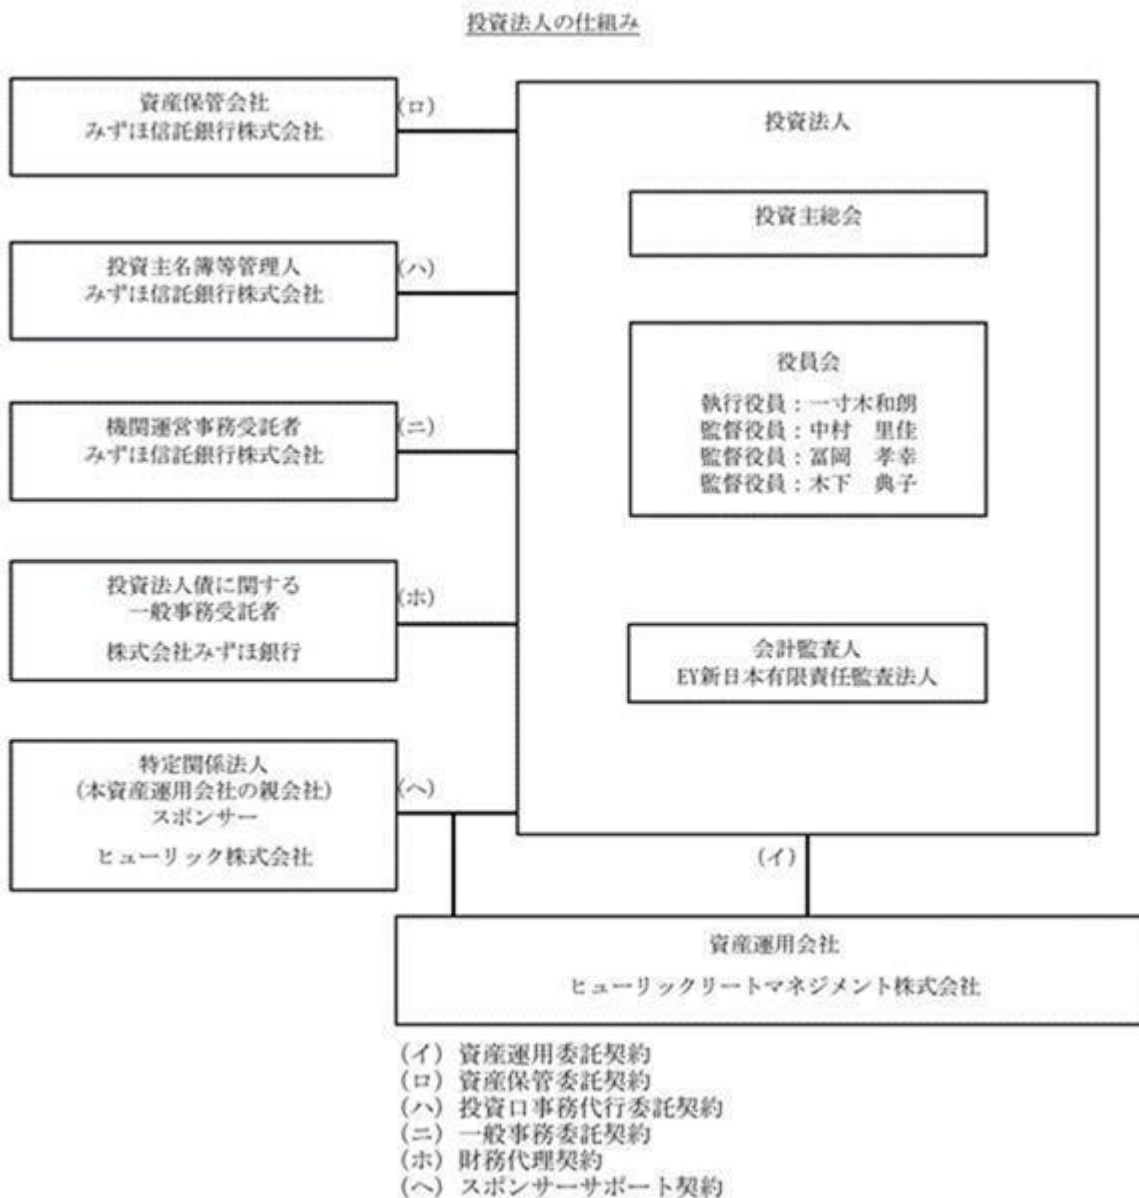 投資法人の仕組み
資産保管会社
みずほ信託銀行株式会社
(ロ)
投資主名簿等管理人
みずほ信託銀行株式会社
(ハ)
機関運営事務受託者
みずほ信託銀行株式会社
(ニ)
投資法人債に関する
一般事務受託者
株式会社みずほ銀行
(ホ)
特定関係法人
(本資産運用会社の親会社)
スポンサー
ヒューリック株式会社
(ヘ)
投資法人
投資主総会
役員会
執行役員:一寸木和朗
監督役員:中村 里佳
監督役員:冨岡 孝幸
監督役員:木下 典子
会計監査人
EY新日本有限責任監査法人
(イ)
資産運用会社
ヒューリックリートマネジメント株式会社
(イ) 資産運用委託契約
(ロ) 資産保管委託契約
(ハ) 投資口事務代行委託契約
(ニ) 一般事務委託契約
(ホ) 財務代理契約
(ヘ) スポンサーサポート契約